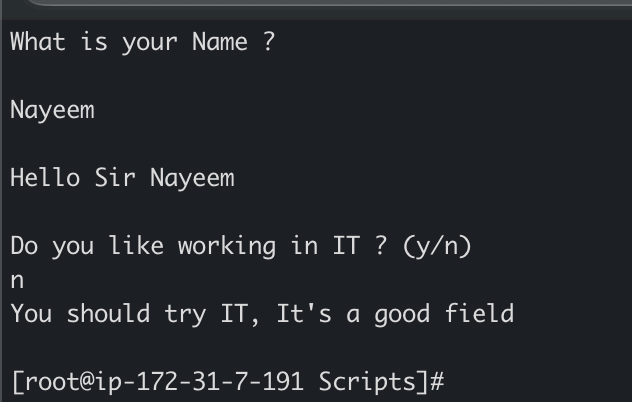 What is your Name ?
Nayeem
Hello Sir Nayeem
Do you like working in IT ? (y/n)
n
You should try IT, It's a good field
[root@ip-172-31-7-191 Scripts]#